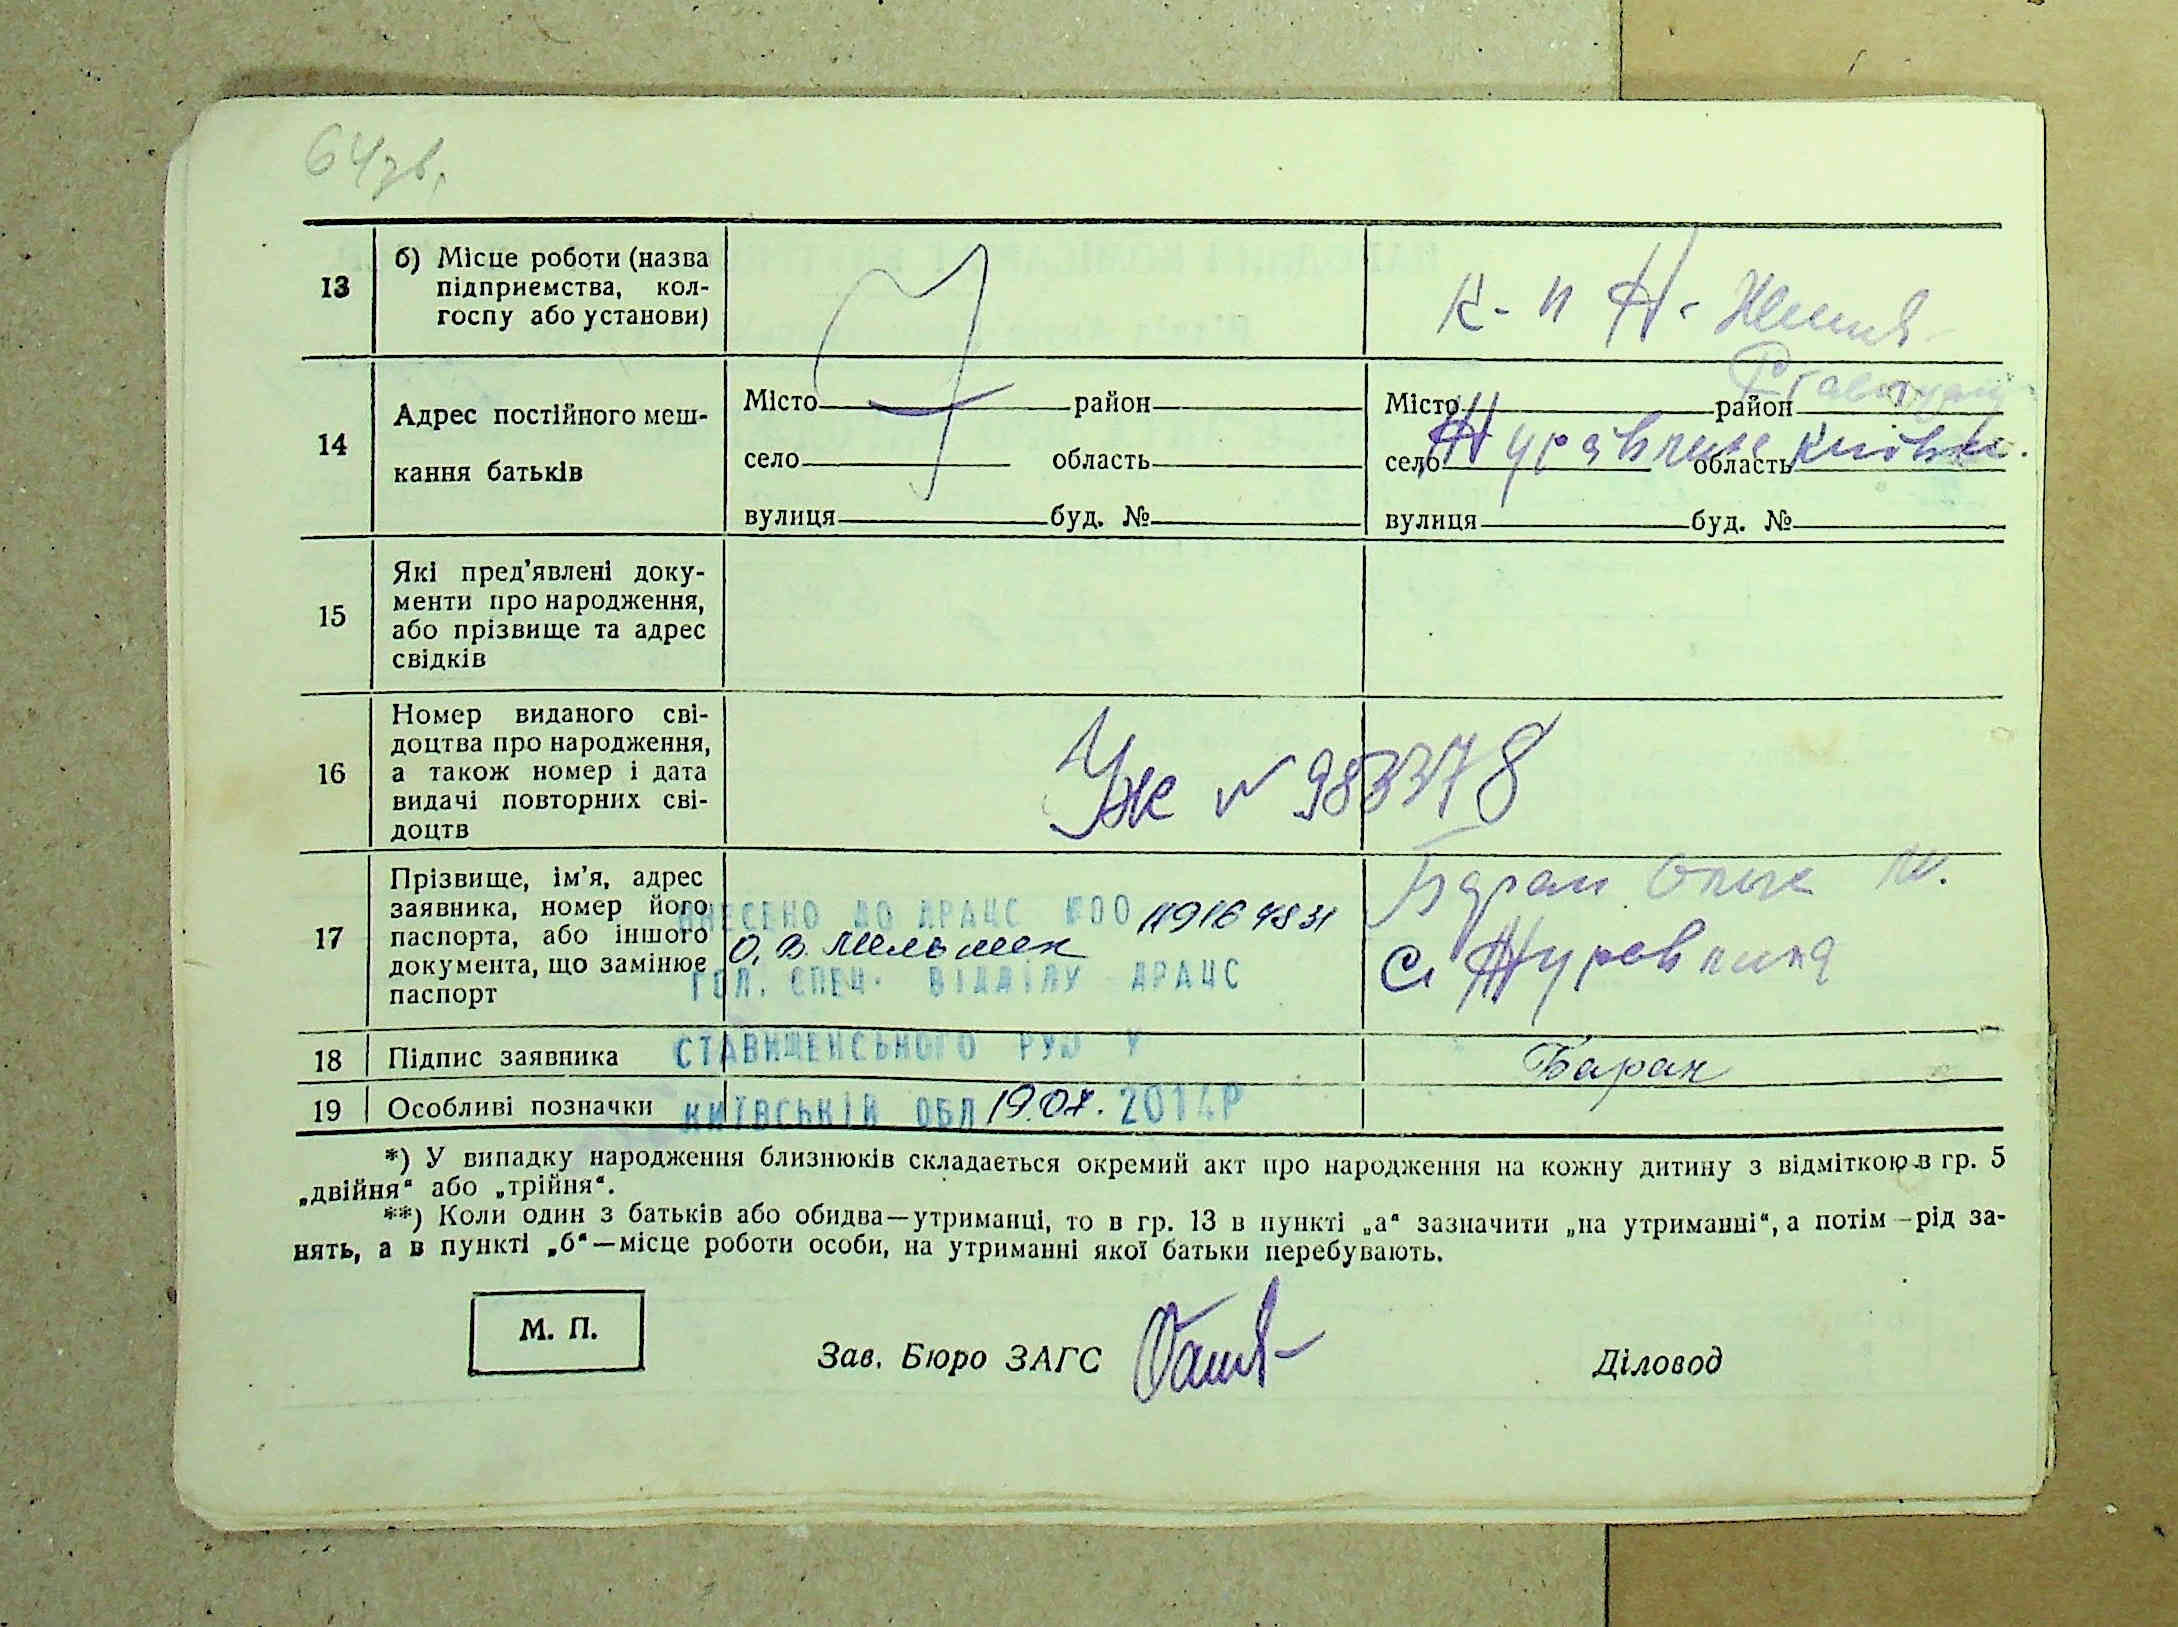 64зв.
13
б) Місце роботи (назва
підприємства, кол-
госпу або установи)
к-п Н-
14
Адрес постійного меш-
кання батьків
Місто район
село область
вулиця буд. №
Місто район
село Журавлиха область Київськ.
вулиця буд. №
15
Які пред'явлені доку-
менти про народження,
або прізвище та адрес
свідків
16
Номер виданого сві-
доцтва про народження,
а також номер і дата
видачі повторних сві-
доцтв
УЖ № 983378
17
Прізвище, ім'я, адрес
заявника, номер його
паспорта, або іншого
документа, що замінює
паспорт
ВНЕСЕНО ДО ДРАЦС
О. В.
ГОЛ. СПЕЦ. ВІДДІЛУ ДРАЦС
Баран
с. Журавлиха
18
Підпис заявника
СТАВИЩЕНСЬКОГО РУЮ У
Баран
19
Особливі позначки
КИЇВСЬКІЙ ОБЛ 19.07. 2014Р
*) У випадку народження близнюків складається окремий акт про народження на кожну дитину з відміткою в гр. 5
„двійня“ або „трійня“.
**) Коли один з батьків або обидва—утриманці, то в гр. 13 в пункті „а“ зазначити „на утриманні“, а потім—рід за-
нять, а в пункті „б“—місце роботи особи, на утриманні якої батьки перебувають.
М. П.
Зав. Бюро ЗАГС
Діловод